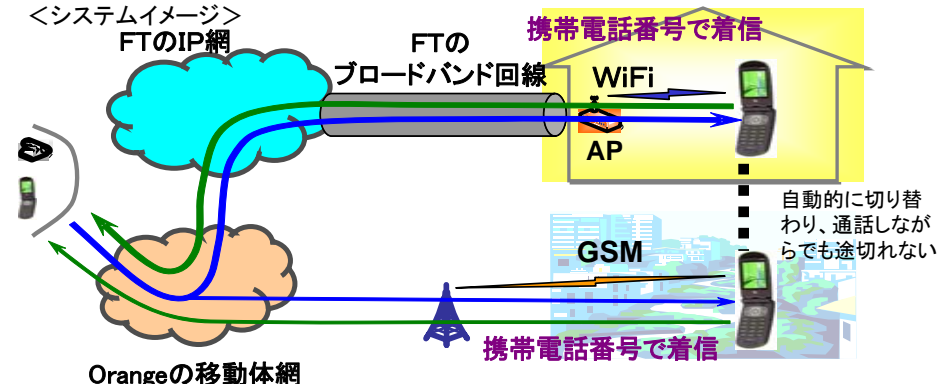 <システムイメージ>
FTのIP網
FTの
ブロードバンド回線
携帯電話番号で着信
WiFi
AP
自動的に切り替
わり、通話しなが
らでも途切れない
GSM
携帯電話番号で着信
Orangeの移動体網